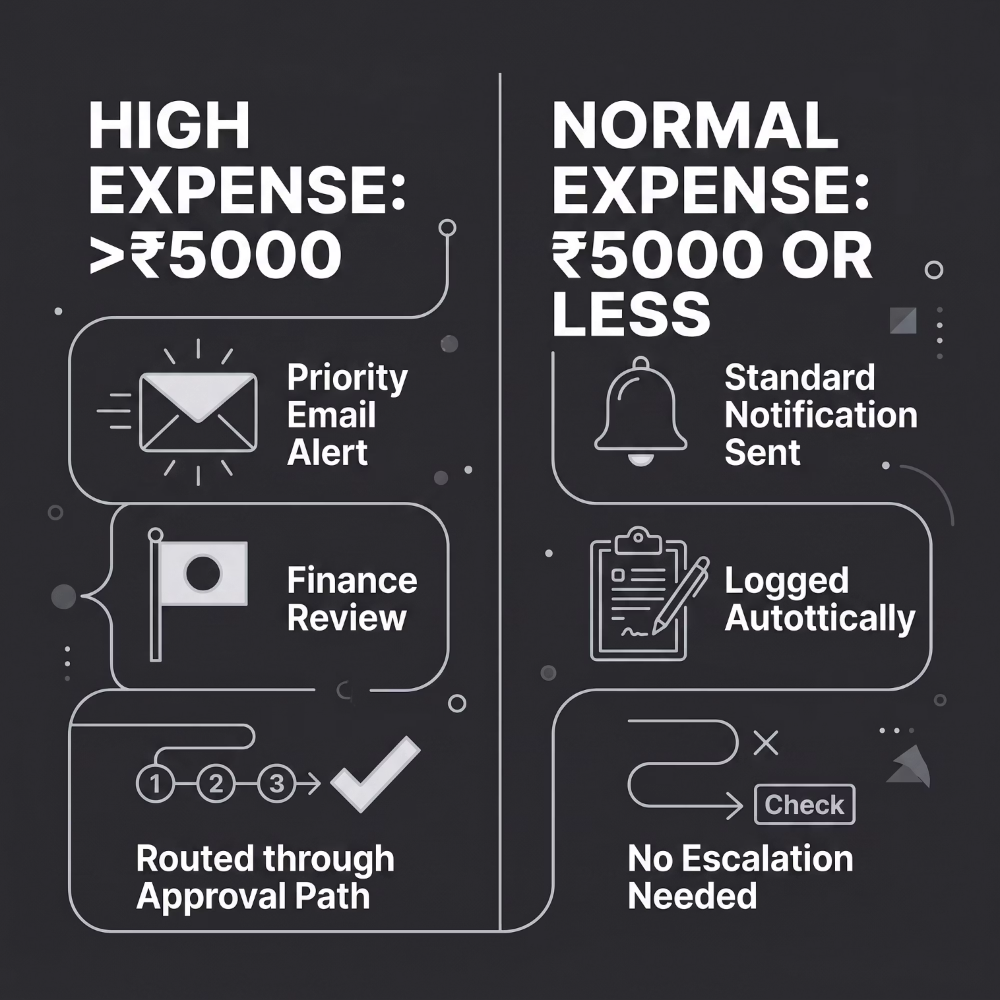 HIGH
EXPENSE:
>₹5000
Priority
Email
Alert
Finance
Review
1 2 3
Routed through
Approval Path
NORMAL
EXPENSE:
₹5000 OR
LESS
Standard
Notification
Sent
Logged
Autottically
Check
No Escalation
Needed